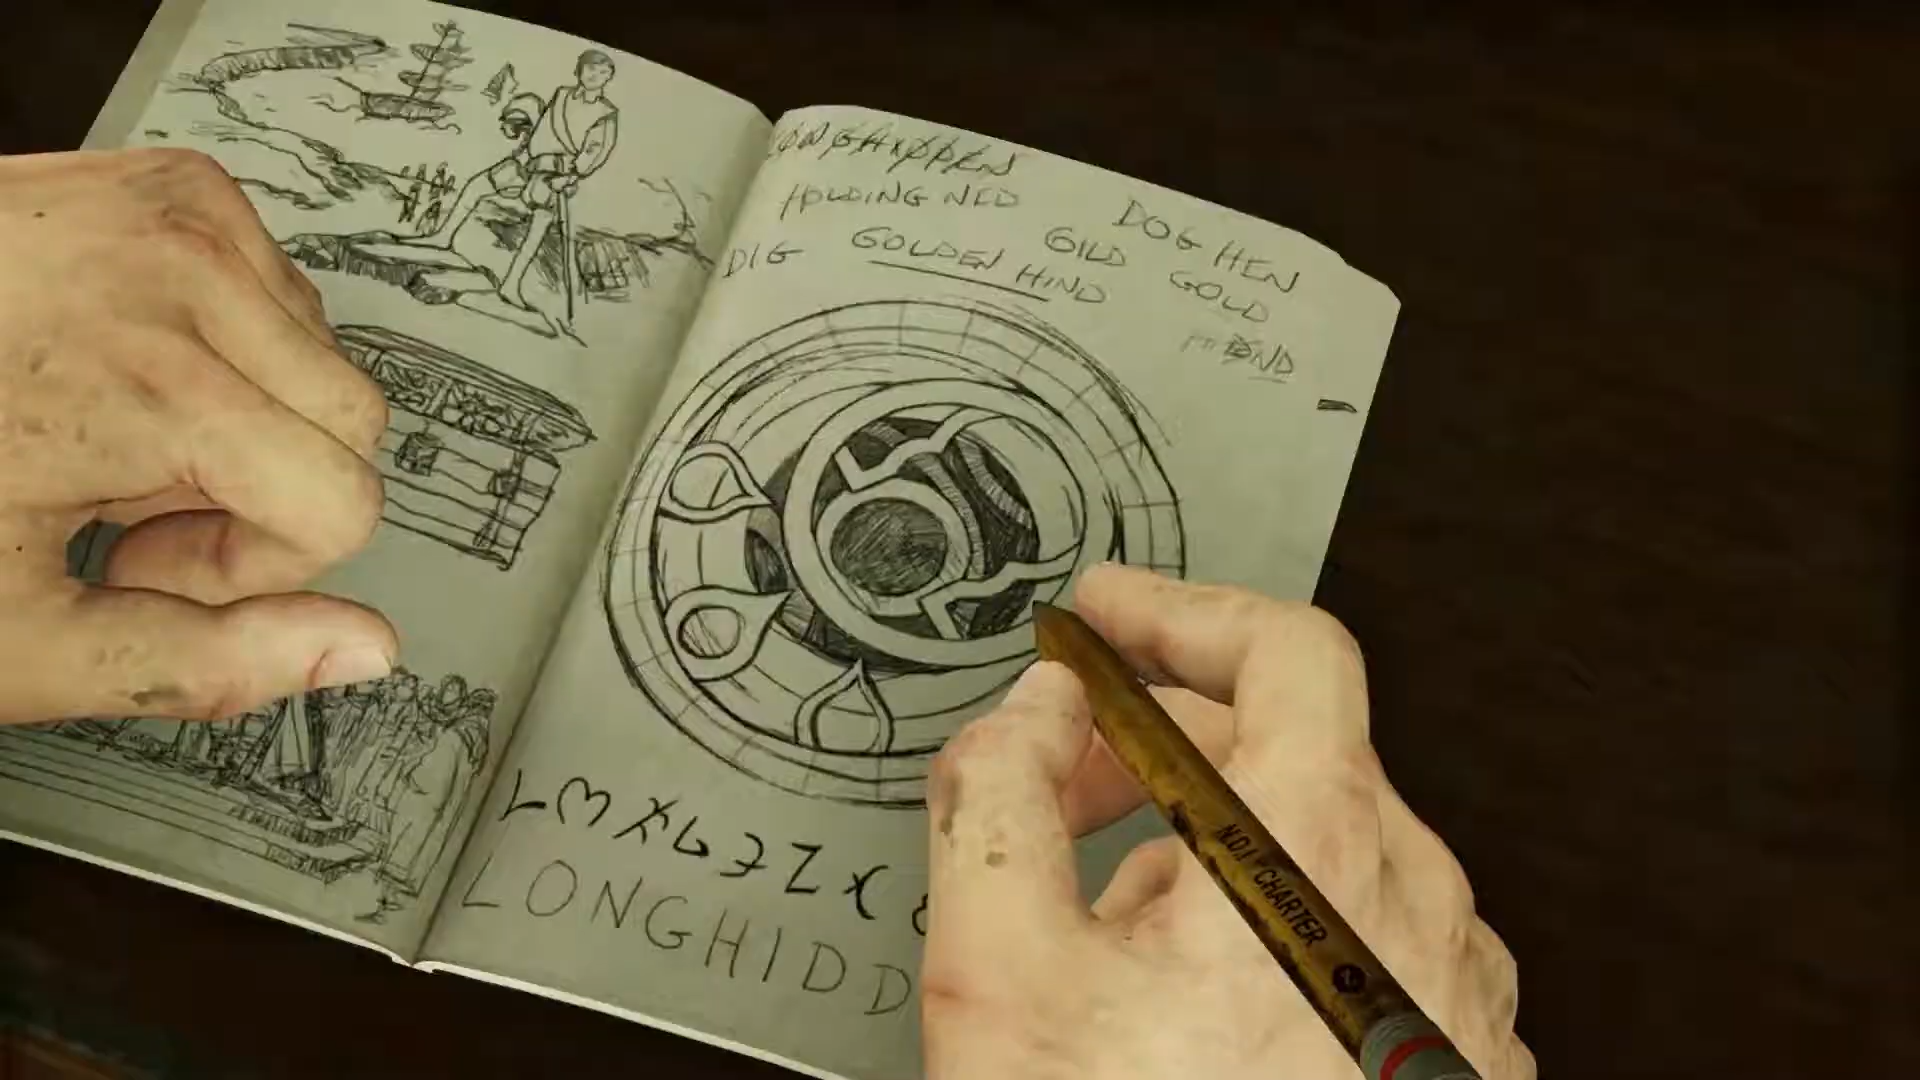 HOLDING NED
DOG HEN
DIG
GOLDEN HIND
GILD
GOLD
LONGHIDD
NO.1 CHARTER